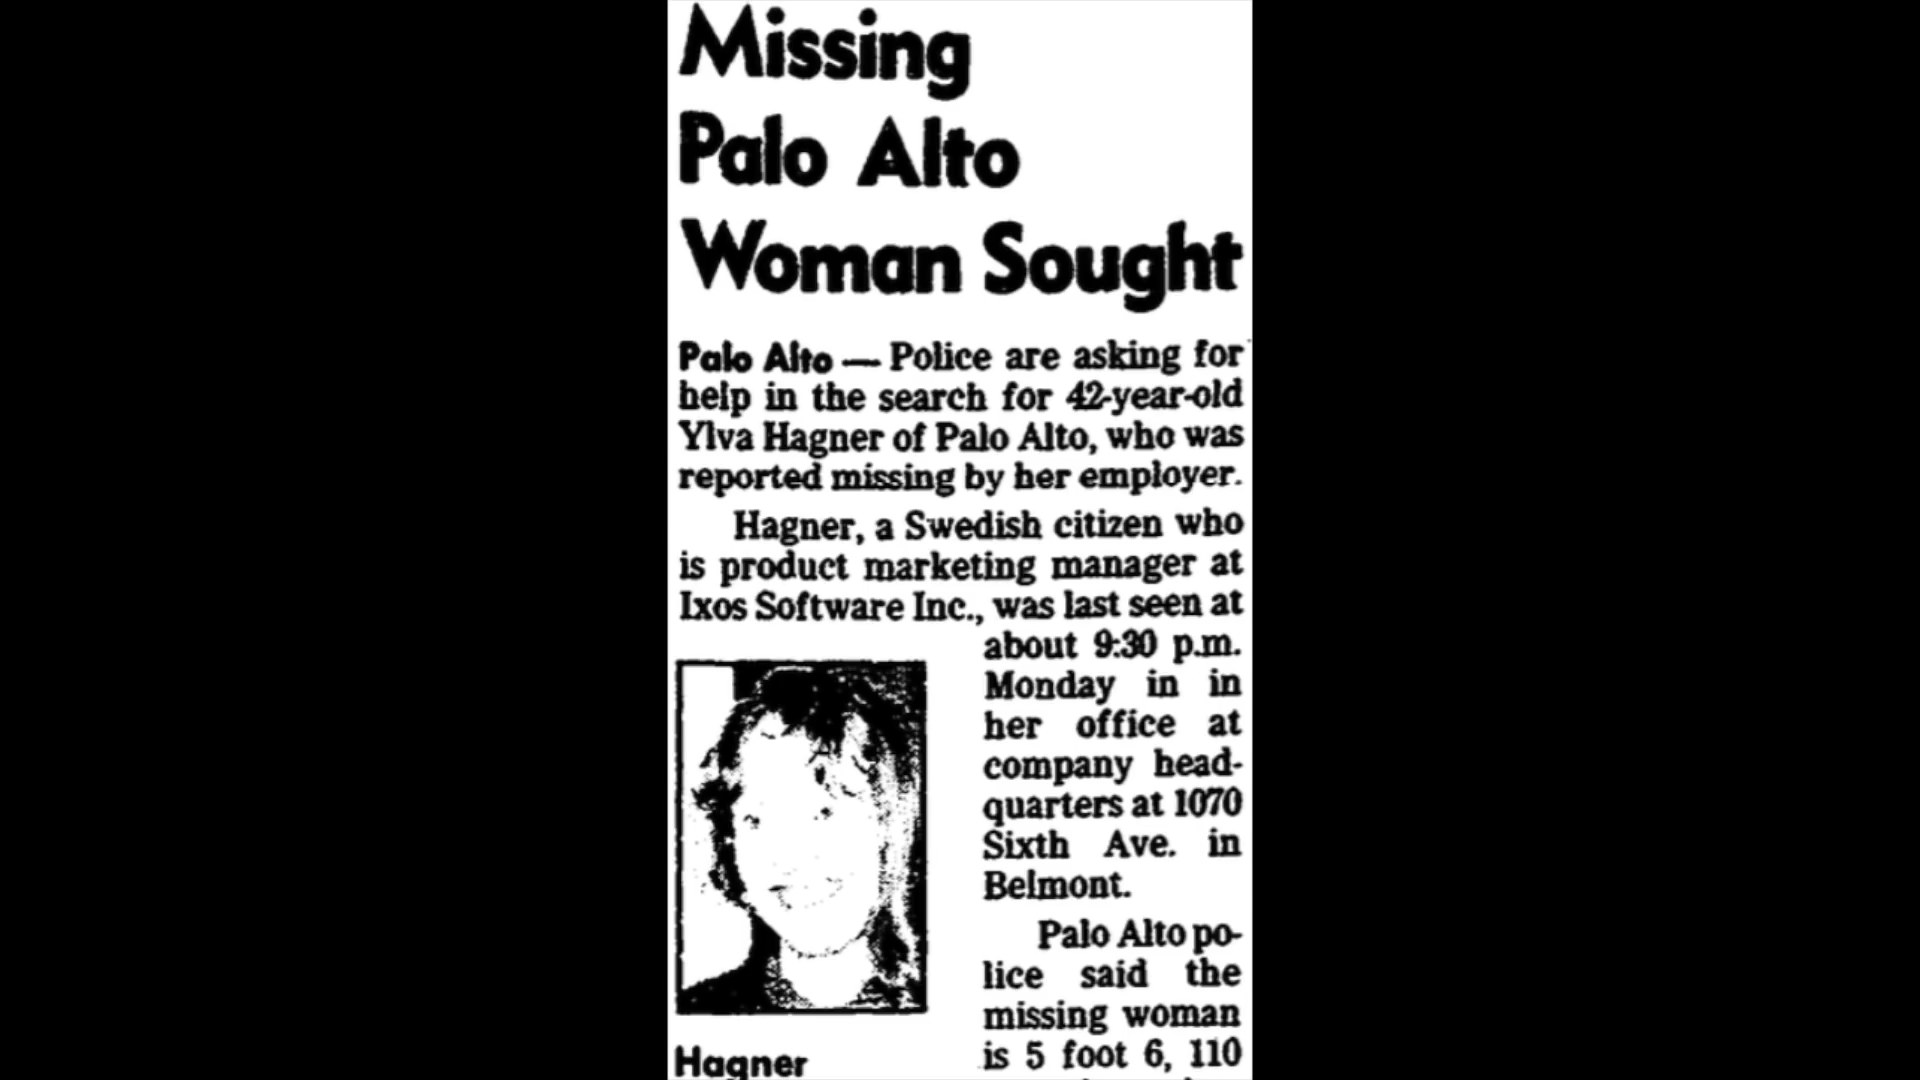 Missing
Palo Alto
Woman Sought
Palo Alto — Police are asking for
help in the search for 42-year-old
Ylva Hagner of Palo Alto, who was
reported missing by her employer.
Hagner, a Swedish citizen who
is product marketing manager at
Ixos Software Inc., was last seen at
about 9:30 p.m.
Monday in in
her office at
company head-
quarters at 1070
Sixth Ave. in
Belmont.
Palo Alto po-
lice said the
missing woman
is 5 foot 6, 110
Hagner